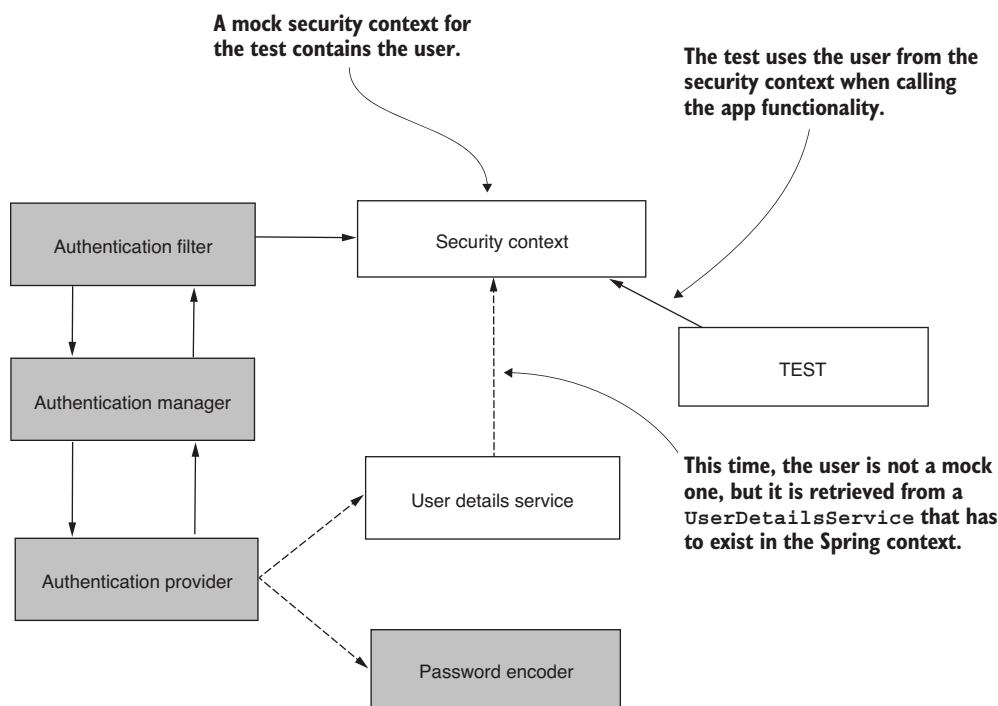 A mock security context for
the test contains the user.
The test uses the user from the
security context when calling
the app functionality.
Authentication filter
Security context
TEST
Authentication manager
This time, the user is not a mock
one, but it is retrieved from a
UserDetailsService that has
to exist in the Spring context.
User details service
Authentication provider
Password encoder